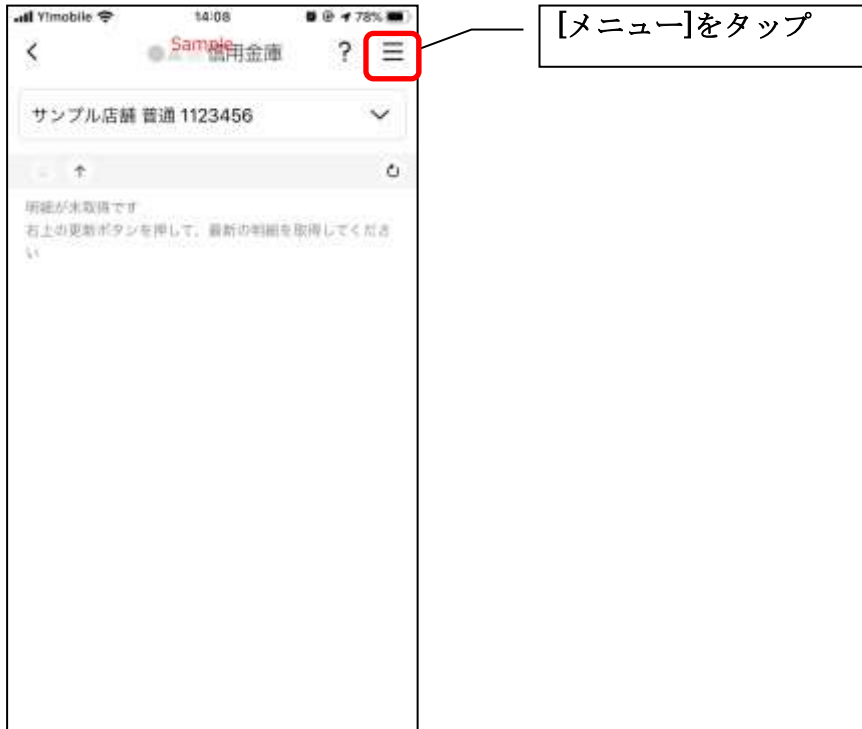 Y!mobile 14:08 78%
Sample 信用金庫 ?
[メニュー]をタップ
サンプル店舗 普通 1123456
明細が未取得です
右上の更新ボタンを押して、最新の明細を取得してくださ
い